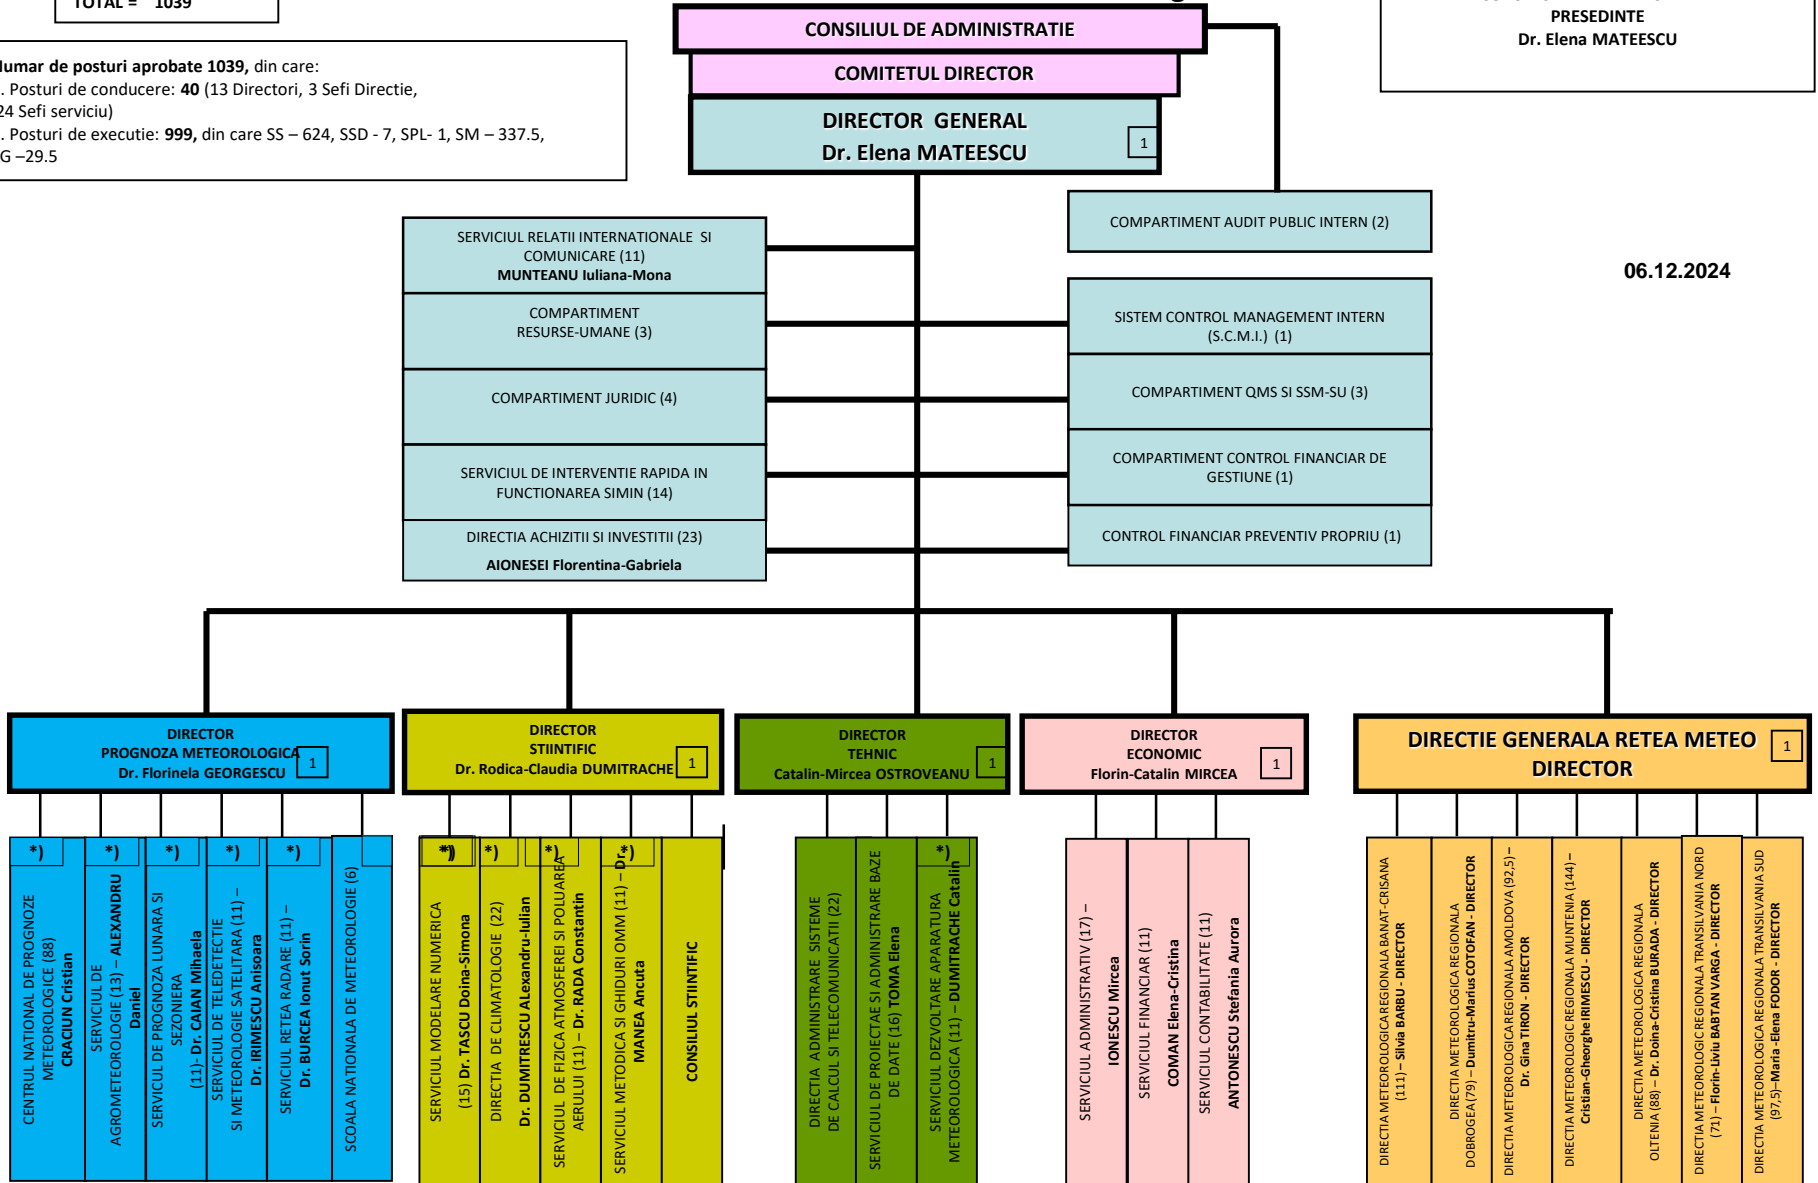 TOTAL = 1039
CONSILIUL DE ADMINISTRATIE
COMITETUL DIRECTOR
DIRECTOR GENERAL
Dr. Elena MATEESCU
1
PRESEDINTE
Dr. Elena MATEESCU
Numar de posturi aprobate 1039, din care:
. Posturi de conducere: 40 (13 Directori, 3 Sefi Directie,
24 Sefi serviciu)
. Posturi de executie: 999, din care SS – 624, SSD - 7, SPL- 1, SM – 337.5,
G –29.5
06.12.2024
SERVICIUL RELATII INTERNATIONALE SI
COMUNICARE (11)
MUNTEANU Iuliana-Mona
COMPARTIMENT
RESURSE-UMANE (3)
COMPARTIMENT JURIDIC (4)
SERVICIUL DE INTERVENTIE RAPIDA IN
FUNCTIONAREA SIMIN (14)
DIRECTIA ACHIZITII SI INVESTITII (23)
AIONESEI Florentina-Gabriela
COMPARTIMENT AUDIT PUBLIC INTERN (2)
SISTEM CONTROL MANAGEMENT INTERN
(S.C.M.I.) (1)
COMPARTIMENT QMS SI SSM-SU (3)
COMPARTIMENT CONTROL FINANCIAR DE
GESTIUNE (1)
CONTROL FINANCIAR PREVENTIV PROPRIU (1)
DIRECTOR
PROGNOZA METEOROLOGICA
Dr. Florinela GEORGESCU
1
DIRECTOR
STIINTIFIC
Dr. Rodica-Claudia DUMITRACHE
1
DIRECTOR
TEHNIC
Catalin-Mircea OSTROVEANU
1
DIRECTOR
ECONOMIC
Florin-Catalin MIRCEA
1
DIRECTIE GENERALA RETEA METEO
DIRECTOR
1
*)
CENTRUL NATIONAL DE PROGNOZE
METEOROLOGICE (88)
CRACIUN Cristian
*)
SERVICIUL DE
AGROMETEOROLOGIE (13) – ALEXANDRU
Daniel
*)
SERVICIUL DE PROGNOZA LUNARA SI
SEZONIERA
(11)- Dr. CAIAN Mihaela
*)
SERVICIUL DE TELEDETECTIE
SI METEOROLOGIE SATELITARA (11) –
Dr. IRIMESCU Anisoara
*)
SERVICIUL RETEA RADARE (11) –
Dr. BURCEA Ionut Sorin
SCOALA NATIONALA DE METEOROLOGIE (6)
*)
SERVICIUL MODELARE NUMERICA
(15) Dr. TASCU Doina-Simona
*)
DIRECTIA DE CLIMATOLOGIE (22)
Dr. DUMITRESCU Alexandru-Iulian
*)
SERVICIUL DE FIZICA ATMOSFEREI SI POLUAREA
AERULUI (11) – Dr. RADA Constantin
*)
SERVICIUL METODICA SI GHIDURI OMM (11) – Dr.
MANEA Ancuta
CONSILIUL STIINTIFIC
DIRECTIA ADMINISTRARE SISTEME
DE CALCUL SI TELECOMUNICATII (22)
SERVICIUL DE PROIECTAE SI ADMINISTRARE BAZE
DE DATE (16) TOMA Elena
*)
SERVICIUL DEZVOLTARE APARATURA
METEOROLOGICA (11) – DUMITRACHE Catalin
SERVICIUL ADMINISTRATIV (17) –
IONESCU Mircea
SERVICIUL FINANCIAR (11)
COMAN Elena-Cristina
SERVICIUL CONTABILITATE (11)
ANTONESCU Stefania Aurora
DIRECTIA METEOROLOGICA REGIONALA BANAT-CRISANA
(111) – Silvia BARBU - DIRECTOR
DIRECTIA METEOROLOGICA REGIONALA
DOBROGEA (79) – Dumitru-Marius COTOFAN - DIRECTOR
DIRECTIA METEOROLOGICA REGIONALA AMOLDOVA (92,5) –
Dr. Gina TIRON - DIRECTOR
DIRECTIA METEOROLOGIC REGIONALA MUNTENIA (144) –
Cristian-Gheorghe IRIMESCU - DIRECTOR
DIRECTIA METEOROLOGICA REGIONALA
OLTENIA (88) – Dr. Doina-Cristina BURADA - DIRECTOR
DIRECTIA METEOROLOGIC REGIONALA TRANSILVANIA NORD
(71) – Florin-Liviu BABTAN VARGA - DIRECTOR
DIRECTIA METEOROLOGICA REGIONALA TRANSILVANIA SUD
(97,5)–Maria -Elena FODOR - DIRECTOR